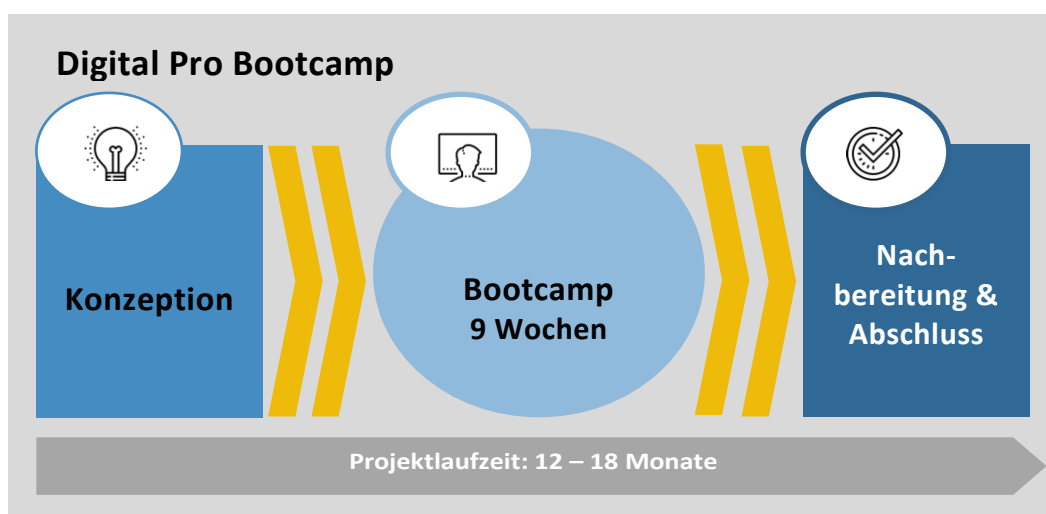 Digital Pro Bootcamp
Konzeption
Bootcamp
9 Wochen
Nach-
bereitung &
Abschluss
Projektlaufzeit: 12 – 18 Monate